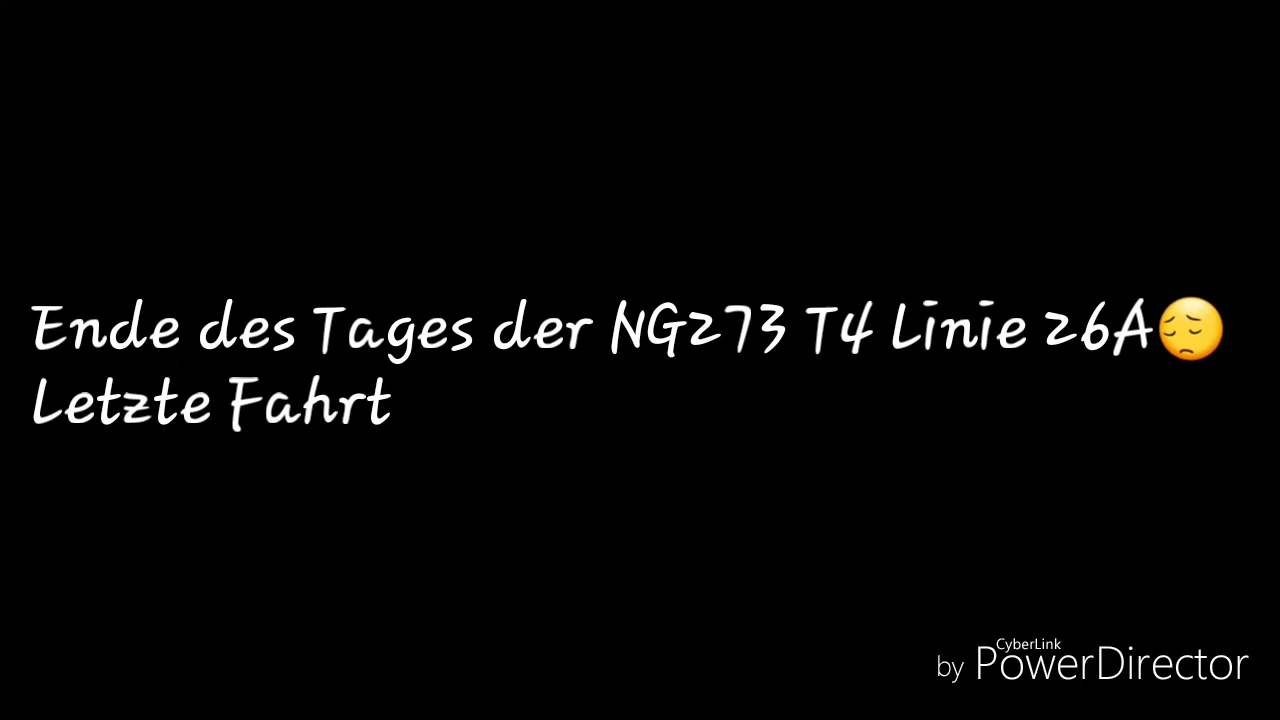 Ende des Tages der NG273 T4 Linie 26A😔
Letzte Fahrt
CyberLink
by PowerDirector